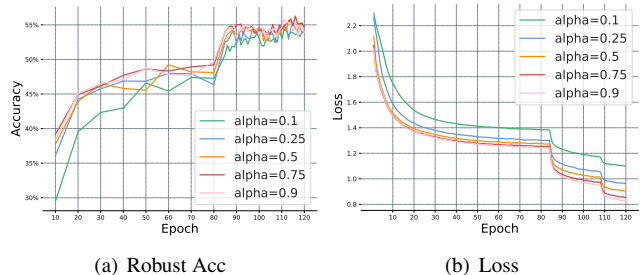 55%
50%
45%
40%
35%
30%
Accuracy
10 20 30 40 50 60 70 80 90 100 110 120
Epoch
alpha=0.1
alpha=0.25
alpha=0.5
alpha=0.75
alpha=0.9
(a) Robust Acc
2.2
2.0
1.8
1.6
1.4
1.2
1.0
0.8
Loss
10 20 30 40 50 60 70 80 90 100 110 120
Epoch
alpha=0.1
alpha=0.25
alpha=0.5
alpha=0.75
alpha=0.9
(b) Loss